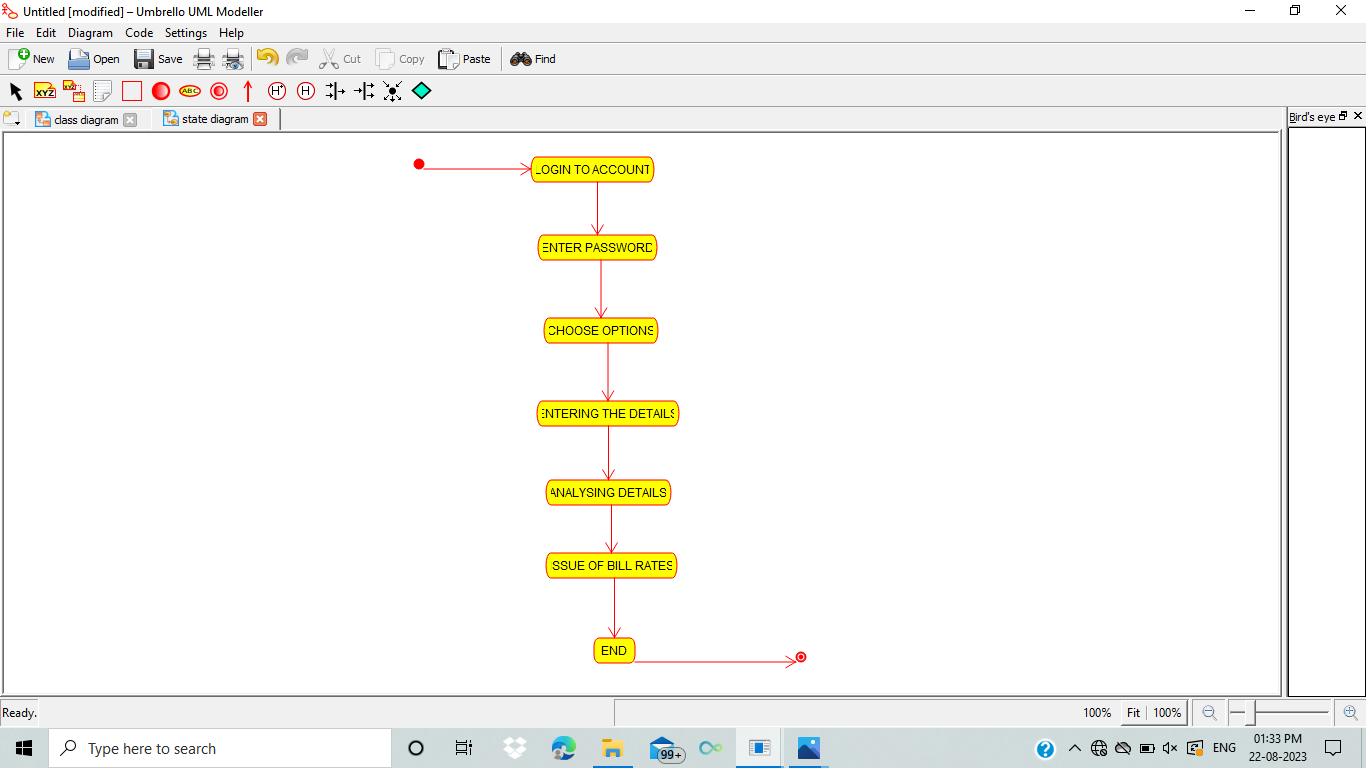 Untitled [modified] – Umbrello UML Modeller
File Edit Diagram Code Settings Help
New Open Save Cut Copy Paste Find
XYZ XYZ ABC H* H
class diagram state diagram Bird's eye
LOGIN TO ACCOUNT
ENTER PASSWORD
CHOOSE OPTIONS
ENTERING THE DETAILS
ANALYSING DETAILS
ISSUE OF BILL RATES
END
Ready. 100% Fit 100%
Type here to search 99+ ENG 01:33 PM
22-08-2023